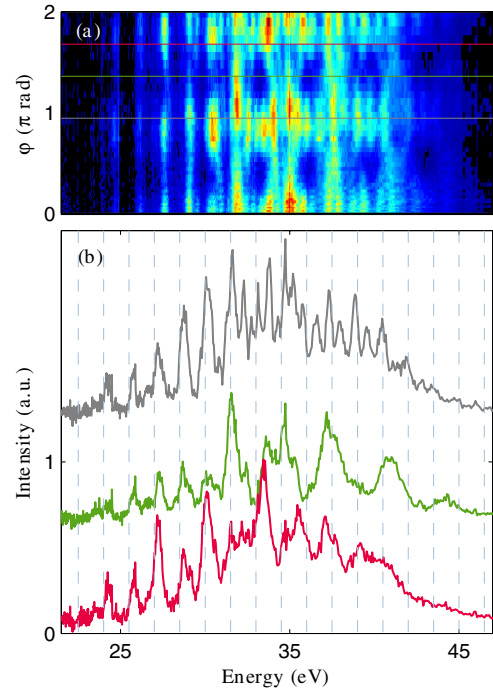 2
(a)
φ (π rad)
1
0
(b)
Intensity (a.u.)
1
0
25
35
45
Energy (eV)